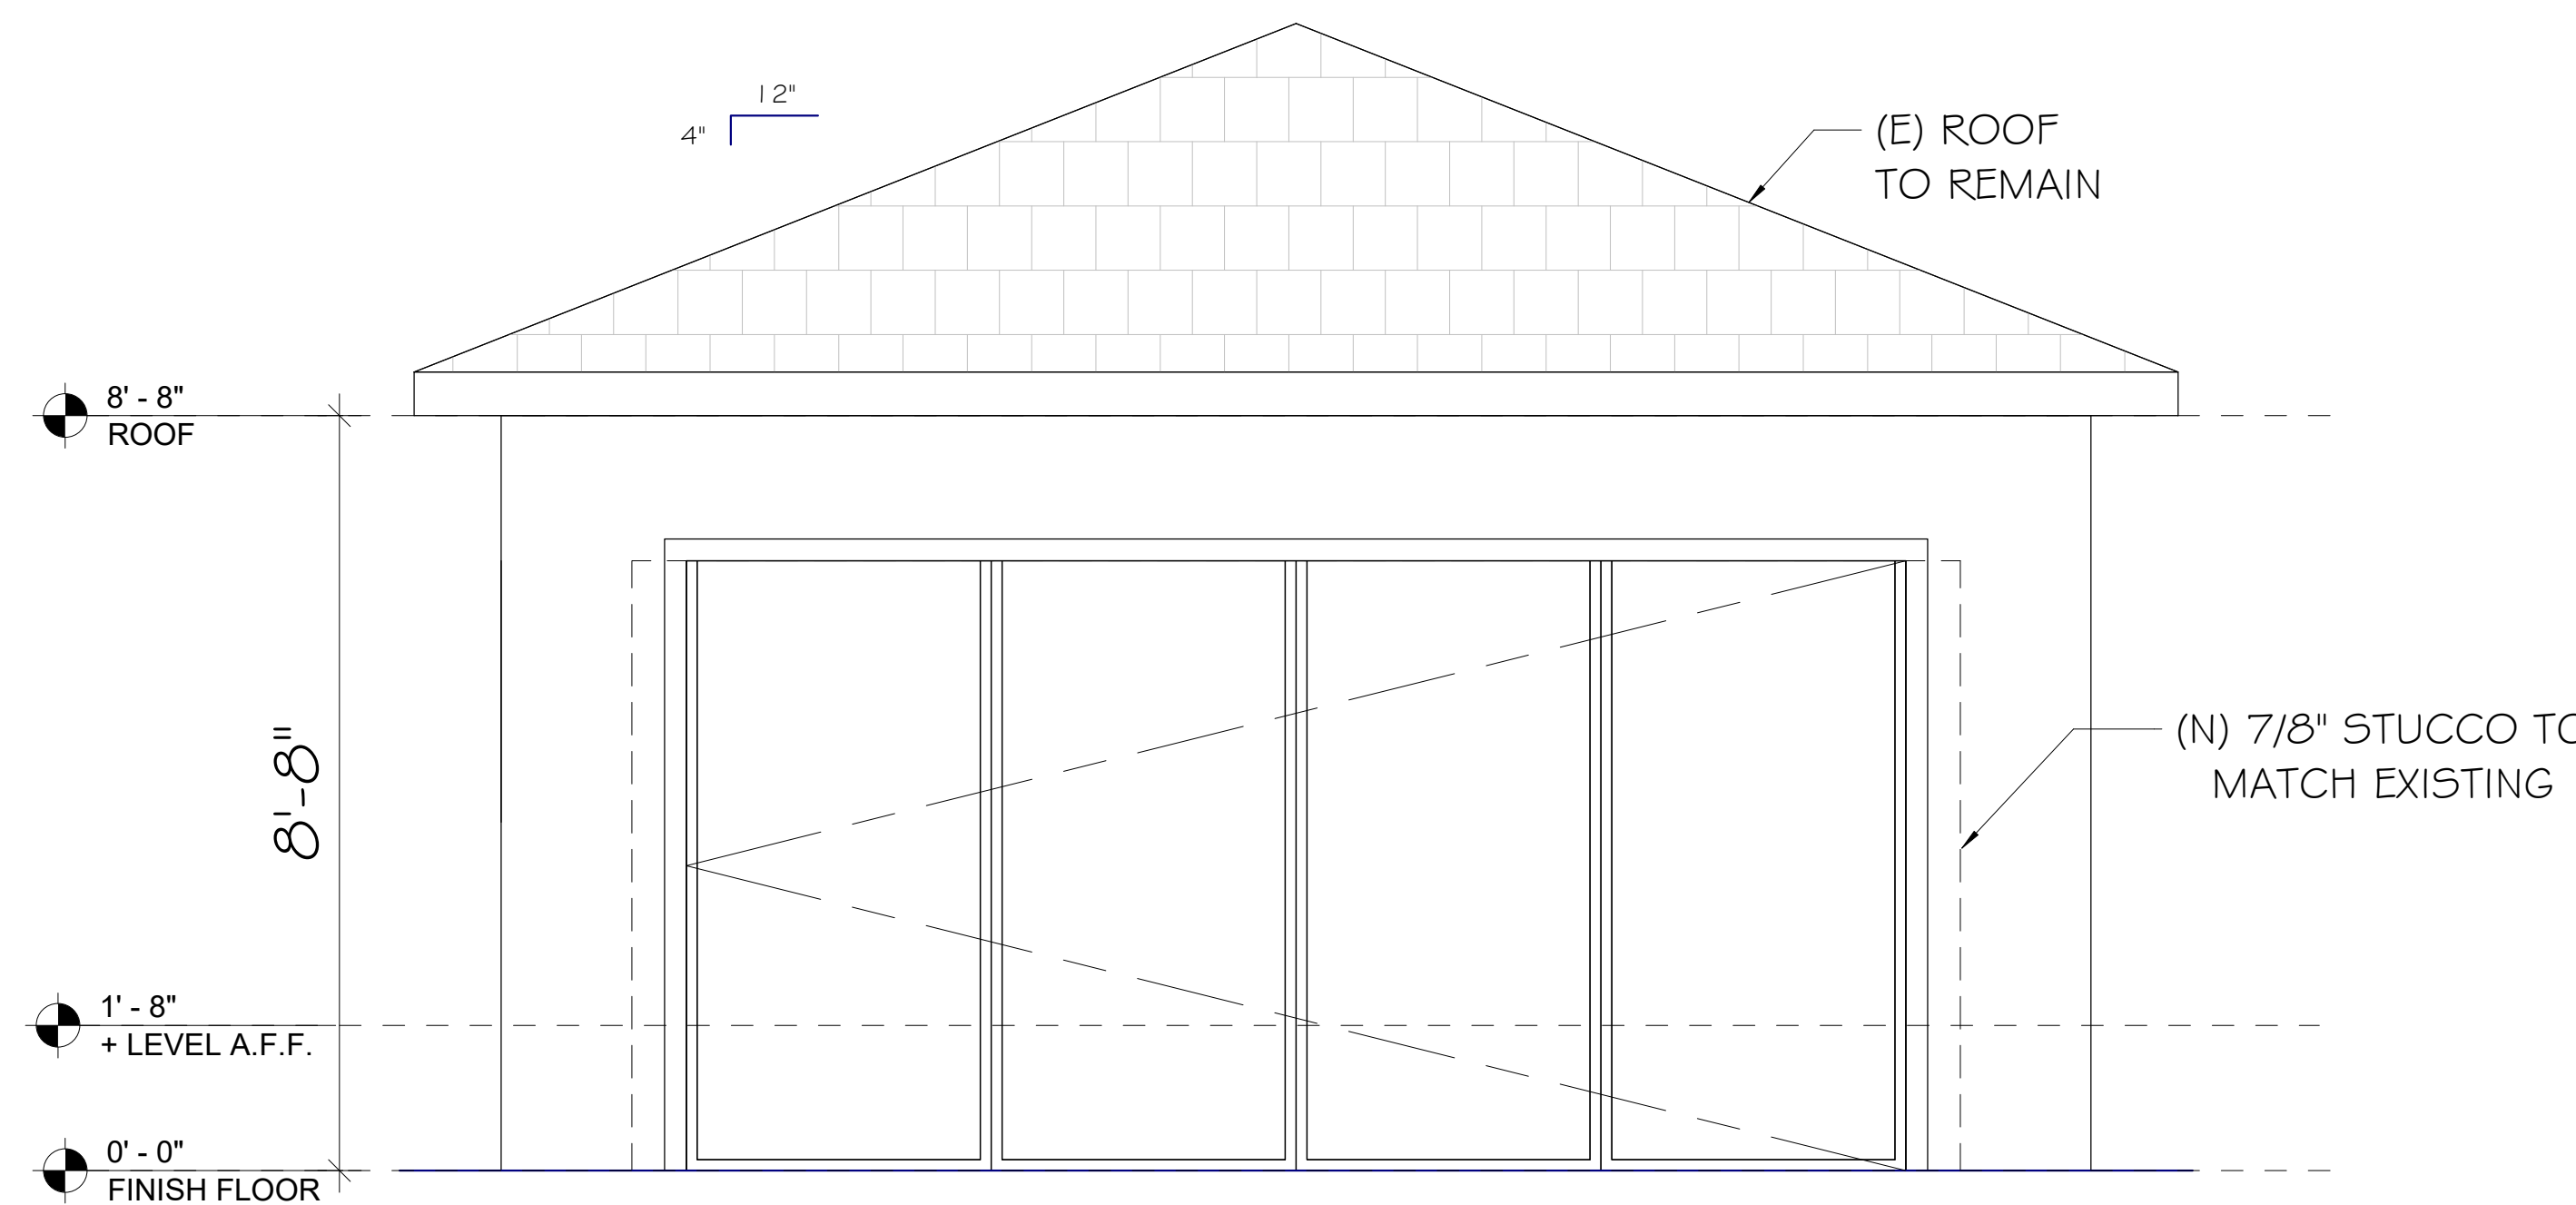 12"
4"
(E) ROOF
TO REMAIN
8' - 8"
ROOF
8'-8"
(N) 7/8" STUCCO TO
MATCH EXISTING
1' - 8"
+ LEVEL A.F.F.
0' - 0"
FINISH FLOOR